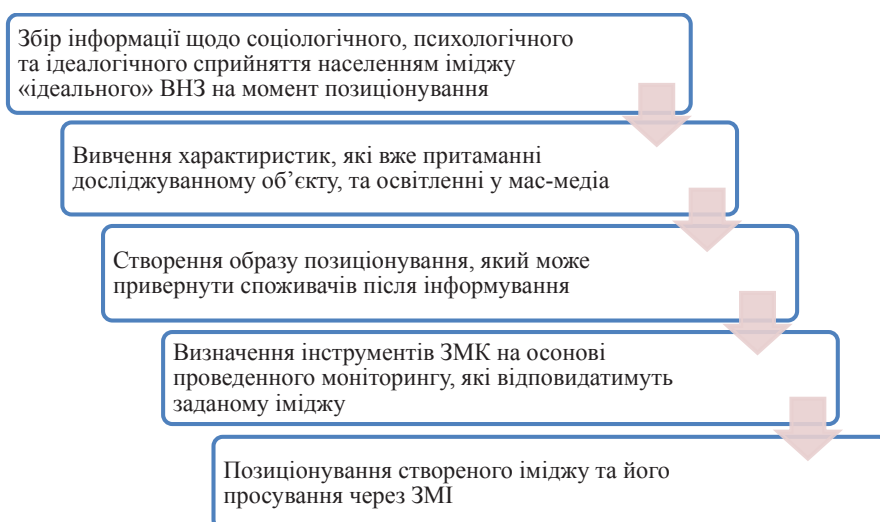 Збір інформації щодо соціологічного, психологічного
та ідеалогічного сприйняття населенням іміджу
«ідеального» ВНЗ на момент позиціонування
Вивчення характиристик, які вже притаманні
досліджуванному об’єкту, та освітленні у мас-медіа
Створення образу позиціонування, який може
привернути споживачів після інформування
Визначення інструментів ЗМК на осонові
проведенного моніторингу, які відповидатимуть
заданому іміджу
Позиціонування створеного іміджу та його
просування через ЗМІ